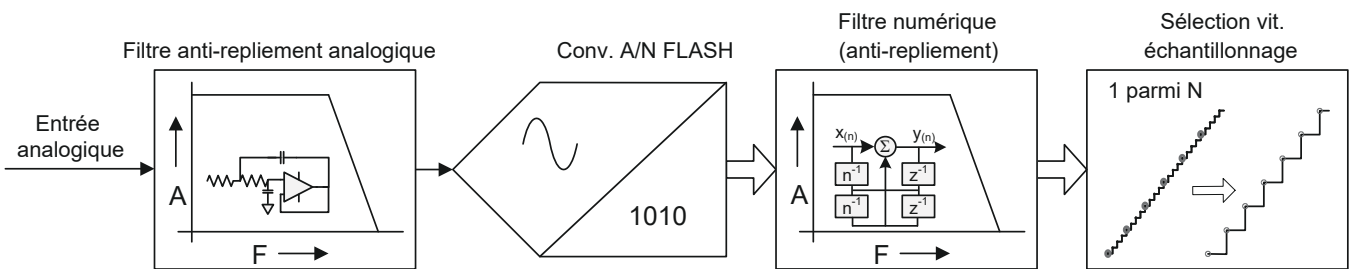 Filtre anti-repliement analogique
Conv. A/N FLASH
Filtre numérique
(anti-repliement)
Sélection vit.
échantillonnage
Entrée
analogique
A
F
1010
A
F
x(n)
y(n)
Σ
n⁻¹
z⁻¹
n⁻¹
z⁻¹
1 parmi N